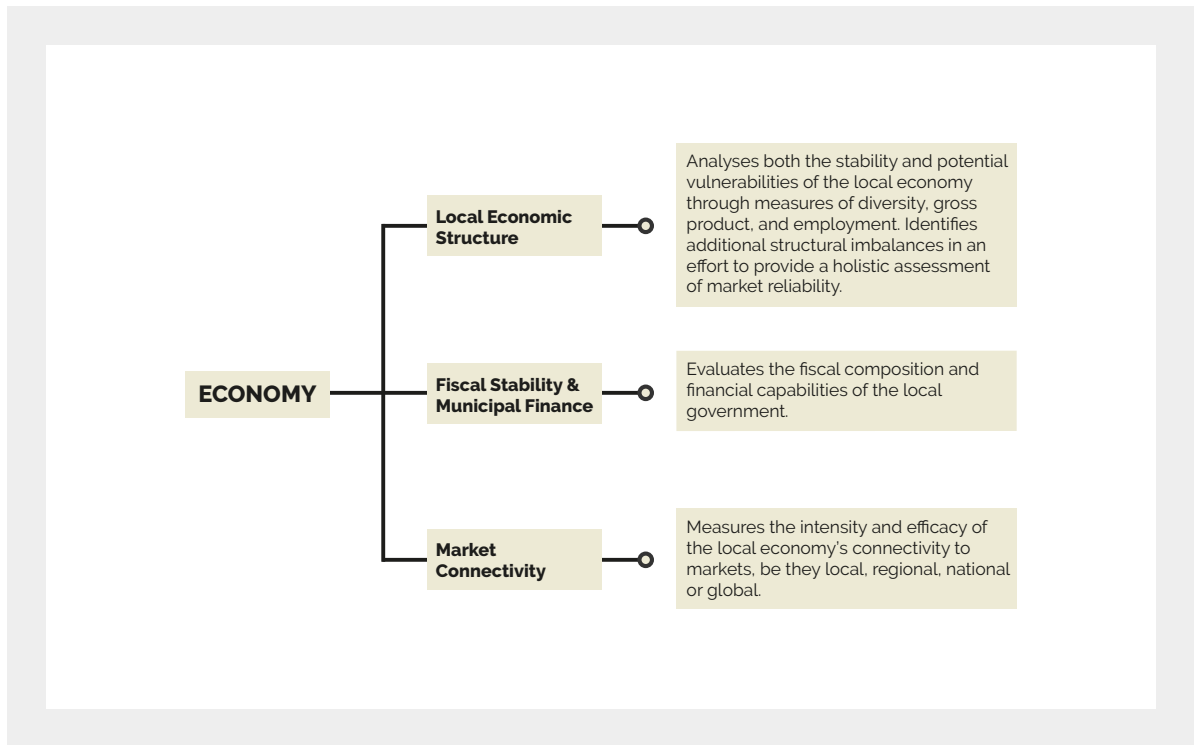 ECONOMY
Local Economic
Structure
Analyses both the stability and potential
vulnerabilities of the local economy
through measures of diversity, gross
product, and employment. Identifies
additional structural imbalances in an
effort to provide a holistic assessment
of market reliability.
Fiscal Stability &
Municipal Finance
Evaluates the fiscal composition and
financial capabilities of the local
government.
Market
Connectivity
Measures the intensity and efficacy of
the local economy’s connectivity to
markets, be they local, regional, national
or global.